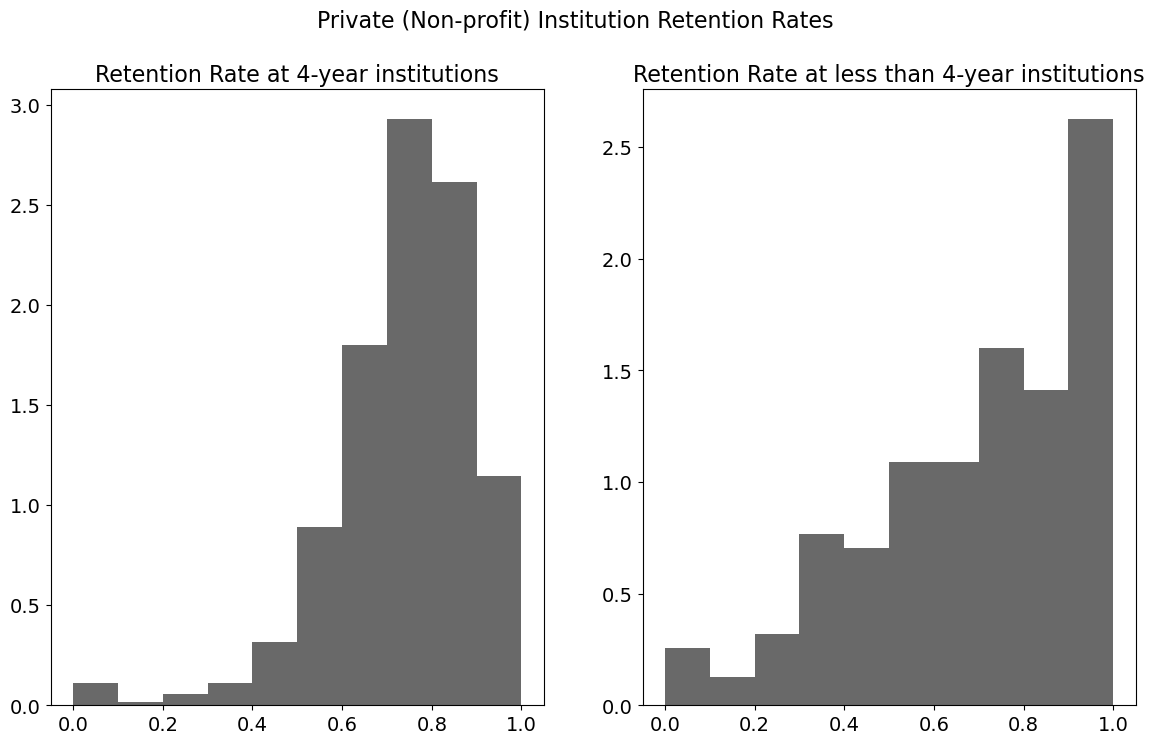 Private (Non-profit) Institution Retention Rates
Retention Rate at 4-year institutions
3.0
2.5
2.0
1.5
1.0
0.5
0.0
0.0 0.2 0.4 0.6 0.8 1.0
Retention Rate at less than 4-year institutions
2.5
2.0
1.5
1.0
0.5
0.0
0.0 0.2 0.4 0.6 0.8 1.0